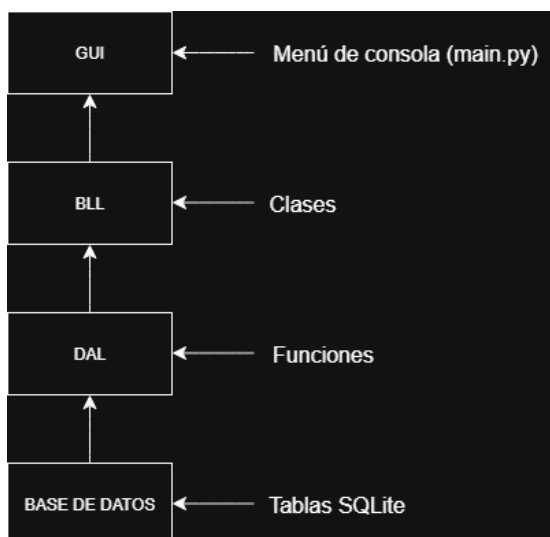 GUI
Menú de consola (main.py)
BLL
Clases
DAL
Funciones
BASE DE DATOS
Tablas SQLite